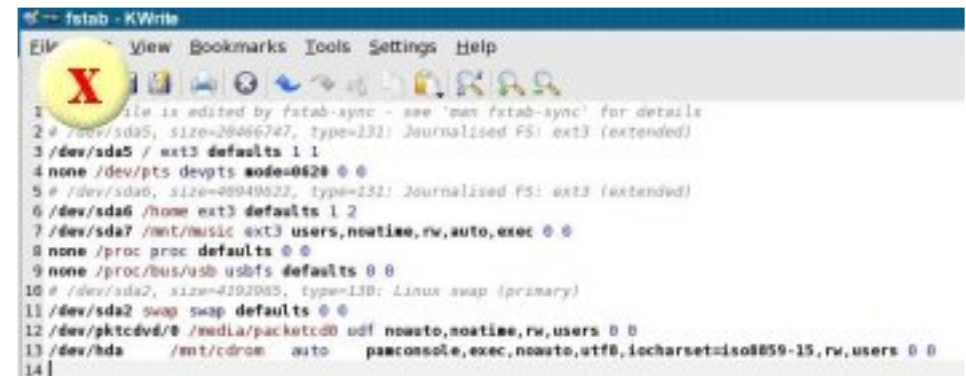 fstab - KWrite
File View Bookmarks Tools Settings Help
X
1 file is edited by fstab-sync - see 'man fstab-sync' for details
2 # /dev/sda5, size=20466747, type=131: Journalised FS: ext3 (extended)
3 /dev/sda5 / ext3 defaults 1 1
4 none /dev/pts devpts mode=0620 0 0
5 # /dev/sda6, type=131: Journalised FS: ext3 (extended)
6 /dev/sda6 /home ext3 defaults 1 2
7 /dev/sda7 /mnt/music ext3 users,noatime,rw,auto,exec 0 0
8 none /proc proc defaults 0 0
9 none /proc/bus/usb usbfs defaults 0 0
10 # /dev/sda2, size=4192965, type=130: Linux swap (primary)
11 /dev/sda2 swap swap defaults 0 0
12 /dev/pktcdvd/0 /media/packetcd0 udf noauto,noatime,rw,users 0 0
13 /dev/hda /mnt/cdrom auto pamconsole,exec,noauto,utf8,iocharset=iso8859-15,rw,users 0 0
14